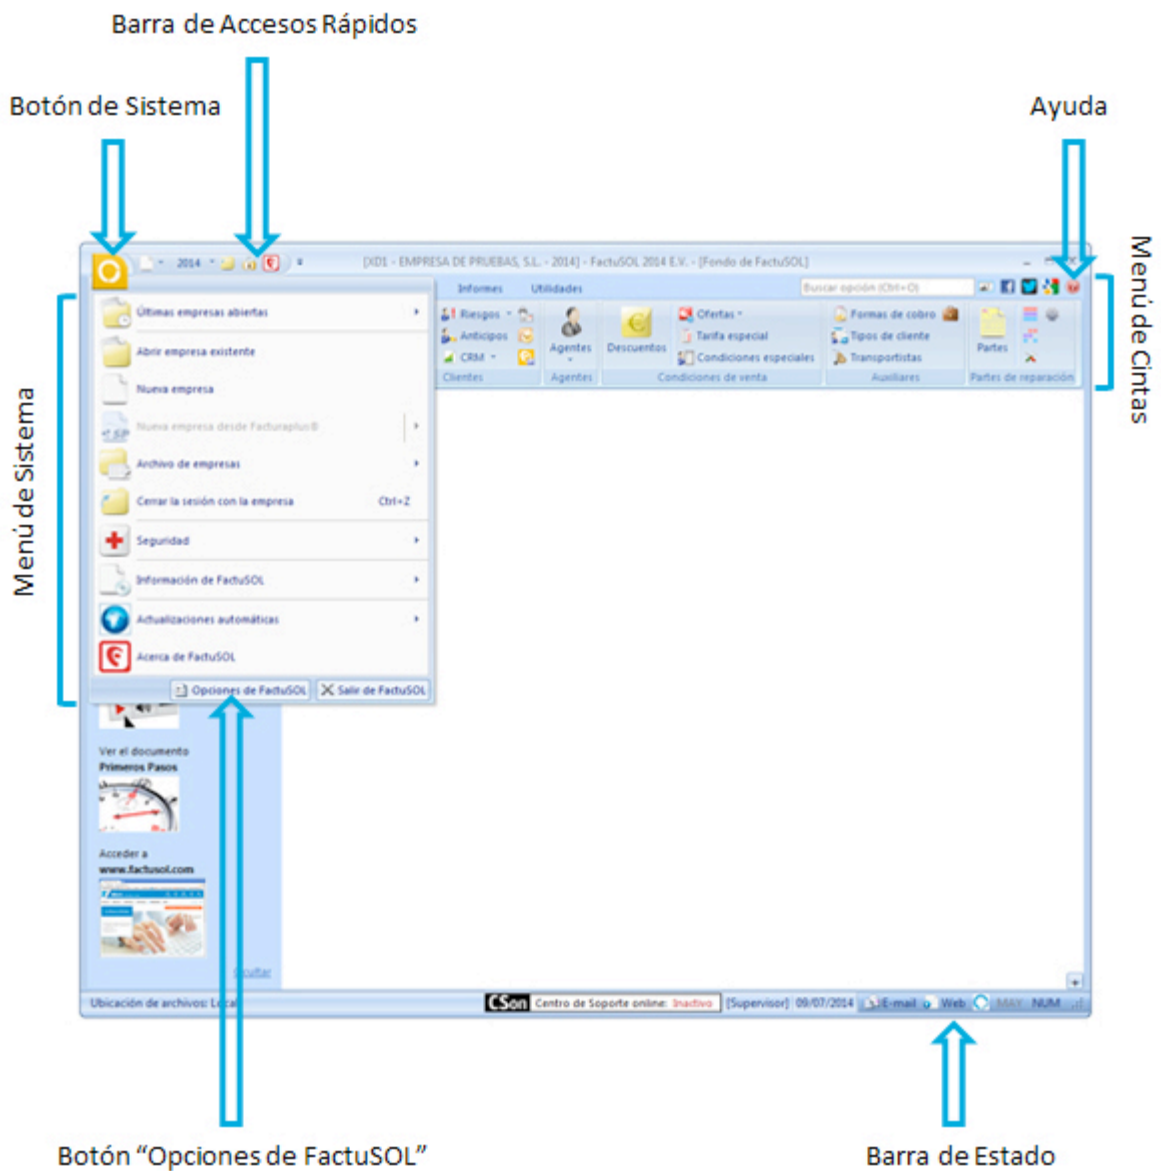 Barra de Accesos Rápidos
Botón de Sistema
Ayuda
2014
[XD1 - EMPRESA DE PRUEBAS, S.L. - 2014] - FactuSOL 2014 E.V. - [Fondo de FactuSOL]
Menú de Cintas
Menú de Sistema
Informes
Utilidades
Buscar opción (Ctrl+O)
Riesgos
Anticipos
CRM
Clientes
Agentes
Agentes
Descuentos
Ofertas
Tarifa especial
Condiciones especiales
Condiciones de venta
Formas de cobro
Tipos de cliente
Transportistas
Auxiliares
Partes
Partes de reparación
Últimas empresas abiertas
Abrir empresa existente
Nueva empresa
Nueva empresa desde Facturaplus®
Archivo de empresas
Cerrar la sesión con la empresa Ctrl+Z
Seguridad
Información de FactuSOL
Actualizaciones automáticas
Acerca de FactuSOL
Opciones de FactuSOL
Salir de FactuSOL
Ver el documento
Primeros Pasos
Acceder a
www.factusol.com
Ocultar
Ubicación de archivos: Local
CSon Centro de Soporte online: Inactivo [Supervisor] 09/07/2014 E-mail Web MAY NUM
Botón “Opciones de FactuSOL”
Barra de Estado